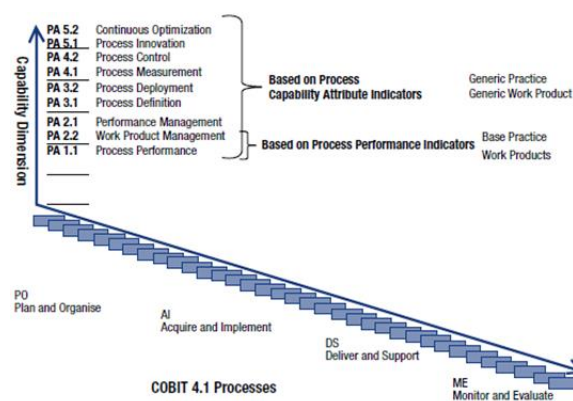 PA 5.2 Continuous Optimization
PA 5.1 Process Innovation
PA 4.2 Process Control
PA 4.1 Process Measurement
PA 3.2 Process Deployment
PA 3.1 Process Definition
PA 2.1 Performance Management
PA 2.2 Work Product Management
PA 1.1 Process Performance
Capability Dimension
Based on Process
Capability Attribute Indicators
Generic Practice
Generic Work Product
Based on Process Performance Indicators
Base Practice
Work Products
PO
Plan and Organise
AI
Acquire and Implement
DS
Deliver and Support
ME
Monitor and Evaluate
COBIT 4.1 Processes